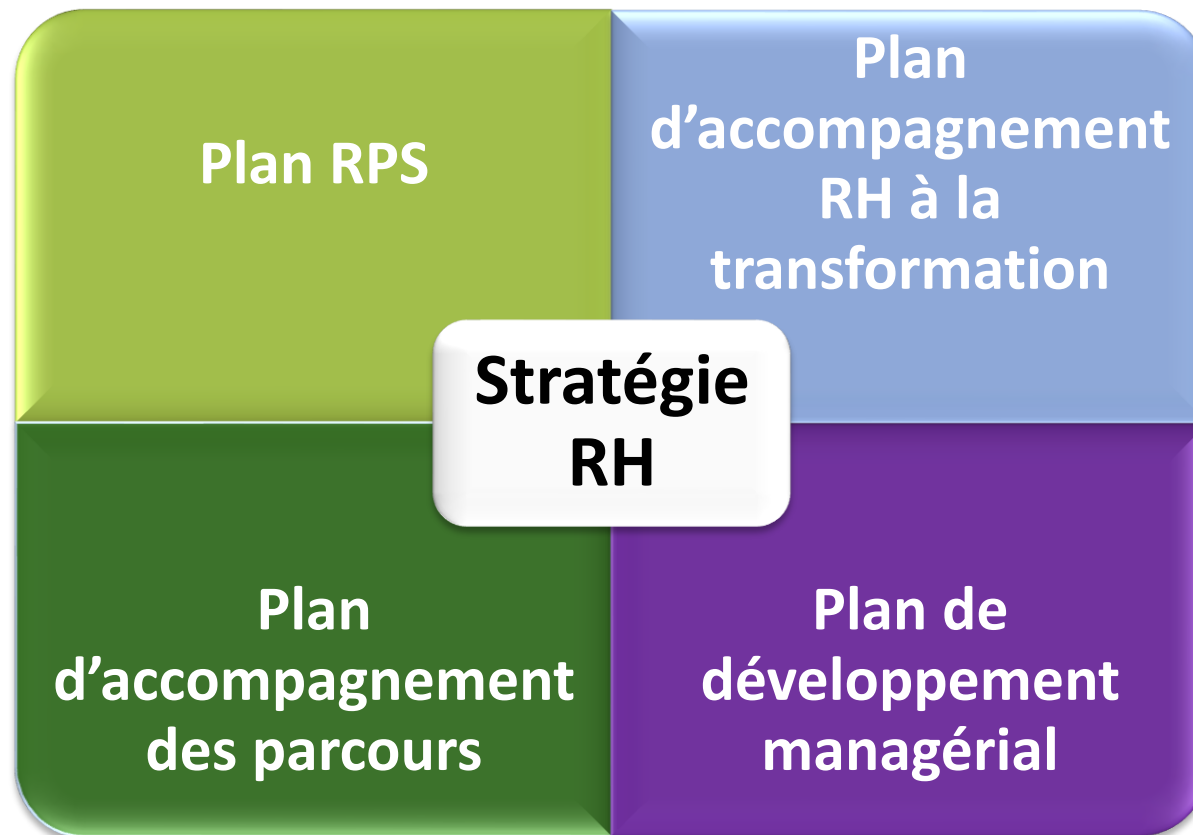 Plan RPS
Plan
d’accompagnement
RH à la
transformation
Stratégie
RH
Plan
d’accompagnement
des parcours
Plan de
développement
managérial